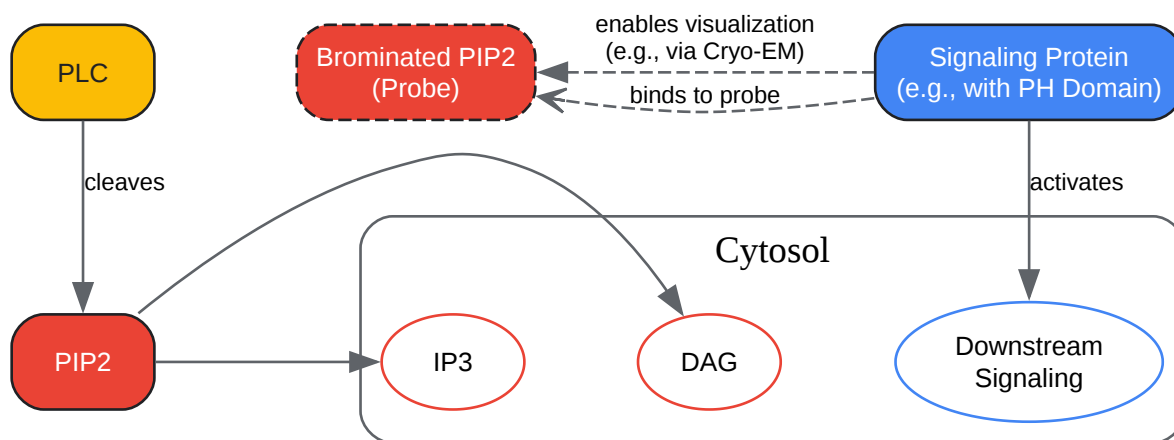 PLC
Brominated PIP2
(Probe)
enables visualization
(e.g., via Cryo-EM)
binds to probe
Signaling Protein
(e.g., with PH Domain)
cleaves
activates
Cytosol
PIP2
IP3
DAG
Downstream
Signaling